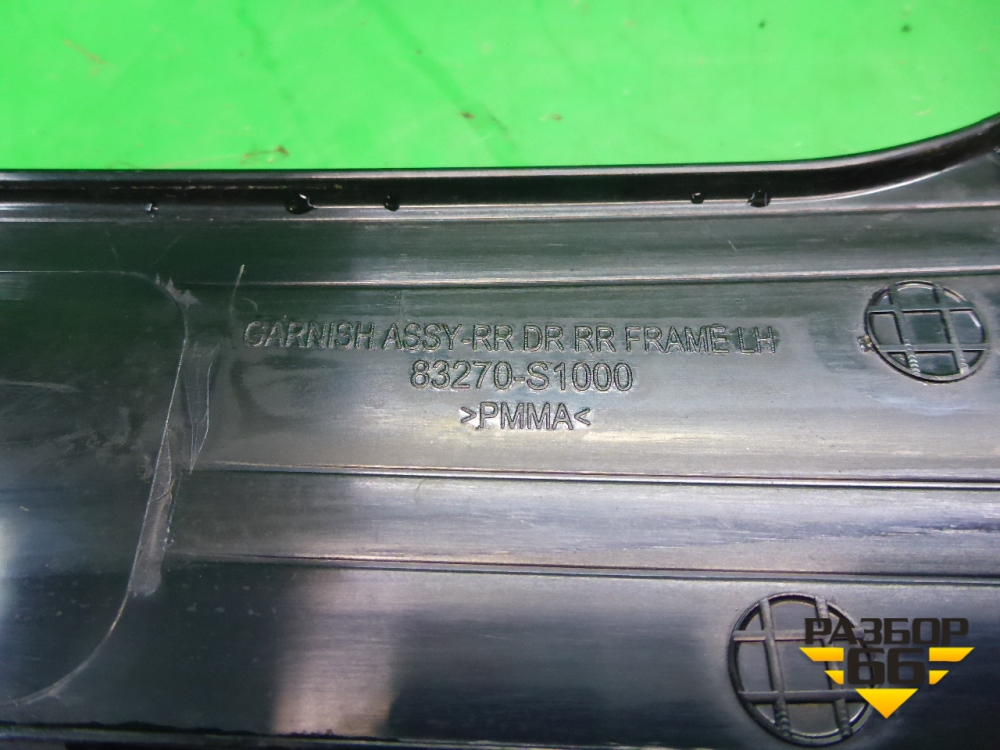 GARNISH ASSY-RR DR RR FRAME LH
83270-S1000
>PMMA<
РАЗБОР
66